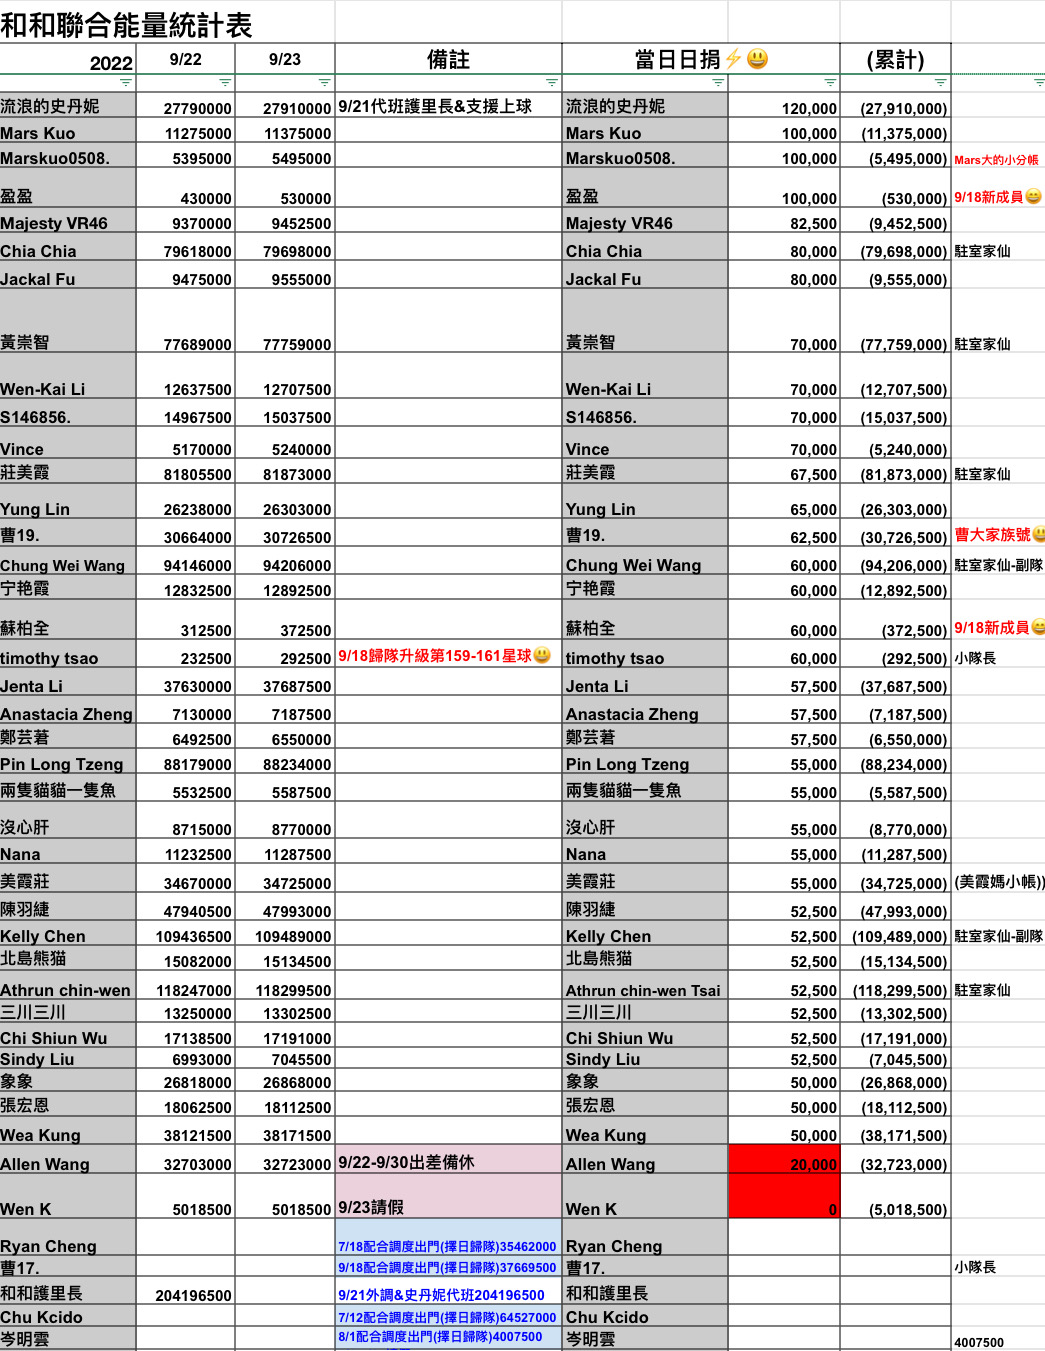 和和聯合能量統計表
2022 9/22 9/23 備註 當日日捐⚡😃 (累計)
流浪的史丹妮 27790000 27910000 9/21代班護里長&支援上球 流浪的史丹妮 120,000 (27,910,000)
Mars Kuo 11275000 11375000 Mars Kuo 100,000 (11,375,000)
Marskuo0508. 5395000 5495000 Marskuo0508. 100,000 (5,495,000) Mars大的小分帳
盈盈 430000 530000 盈盈 100,000 (530,000) 9/18新成員😄
Majesty VR46 9370000 9452500 Majesty VR46 82,500 (9,452,500)
Chia Chia 79618000 79698000 Chia Chia 80,000 (79,698,000) 駐室家仙
Jackal Fu 9475000 9555000 Jackal Fu 80,000 (9,555,000)
黃崇智 77689000 77759000 黃崇智 70,000 (77,759,000) 駐室家仙
Wen-Kai Li 12637500 12707500 Wen-Kai Li 70,000 (12,707,500)
S146856. 14967500 15037500 S146856. 70,000 (15,037,500)
Vince 5170000 5240000 Vince 70,000 (5,240,000)
莊美霞 81805500 81873000 莊美霞 67,500 (81,873,000) 駐室家仙
Yung Lin 26238000 26303000 Yung Lin 65,000 (26,303,000)
曹19. 30664000 30726500 曹19. 62,500 (30,726,500) 曹大家族號😃
Chung Wei Wang 94146000 94206000 Chung Wei Wang 60,000 (94,206,000) 駐室家仙-副隊
宁艳霞 12832500 12892500 宁艳霞 60,000 (12,892,500)
蘇柏全 312500 372500 蘇柏全 60,000 (372,500) 9/18新成員😄
timothy tsao 232500 292500 9/18歸隊升級第159-161星球😃 timothy tsao 60,000 (292,500) 小隊長
Jenta Li 37630000 37687500 Jenta Li 57,500 (37,687,500)
Anastacia Zheng 7130000 7187500 Anastacia Zheng 57,500 (7,187,500)
鄭芸莙 6492500 6550000 鄭芸莙 57,500 (6,550,000)
Pin Long Tzeng 88179000 88234000 Pin Long Tzeng 55,000 (88,234,000)
兩隻貓貓一隻魚 5532500 5587500 兩隻貓貓一隻魚 55,000 (5,587,500)
沒心肝 8715000 8770000 沒心肝 55,000 (8,770,000)
Nana 11232500 11287500 Nana 55,000 (11,287,500)
美霞莊 34670000 34725000 美霞莊 55,000 (34,725,000) (美霞媽小帳))
陳羽緁 47940500 47993000 陳羽緁 52,500 (47,993,000)
Kelly Chen 109436500 109489000 Kelly Chen 52,500 (109,489,000) 駐室家仙-副隊
北島熊猫 15082000 15134500 北島熊猫 52,500 (15,134,500)
Athrun chin-wen 118247000 118299500 Athrun chin-wen Tsai 52,500 (118,299,500) 駐室家仙
三川三川 13250000 13302500 三川三川 52,500 (13,302,500)
Chi Shiun Wu 17138500 17191000 Chi Shiun Wu 52,500 (17,191,000)
Sindy Liu 6993000 7045500 Sindy Liu 52,500 (7,045,500)
象象 26818000 26868000 象象 50,000 (26,868,000)
張宏恩 18062500 18112500 張宏恩 50,000 (18,112,500)
Wea Kung 38121500 38171500 Wea Kung 50,000 (38,171,500)
Allen Wang 32703000 32723000 9/22-9/30出差備休 Allen Wang 20,000 (32,723,000)
Wen K 5018500 5018500 9/23請假 Wen K 0 (5,018,500)
Ryan Cheng 7/18配合調度出門(擇日歸隊)35462000 Ryan Cheng
曹17. 9/18配合調度出門(擇日歸隊)37669500 曹17. 小隊長
和和護里長 204196500 9/21外調&史丹妮代班204196500 和和護里長
Chu Kcido 7/12配合調度出門(擇日歸隊)64527000 Chu Kcido
岑明雲 8/1配合調度出門(擇日歸隊)4007500 岑明雲 4007500